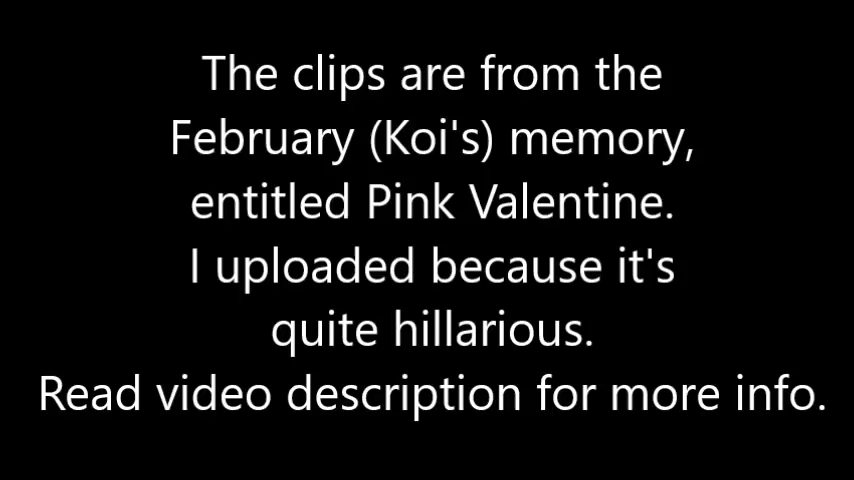 The clips are from the
February (Koi's) memory,
entitled Pink Valentine.
I uploaded because it's
quite hillarious.
Read video description for more info.